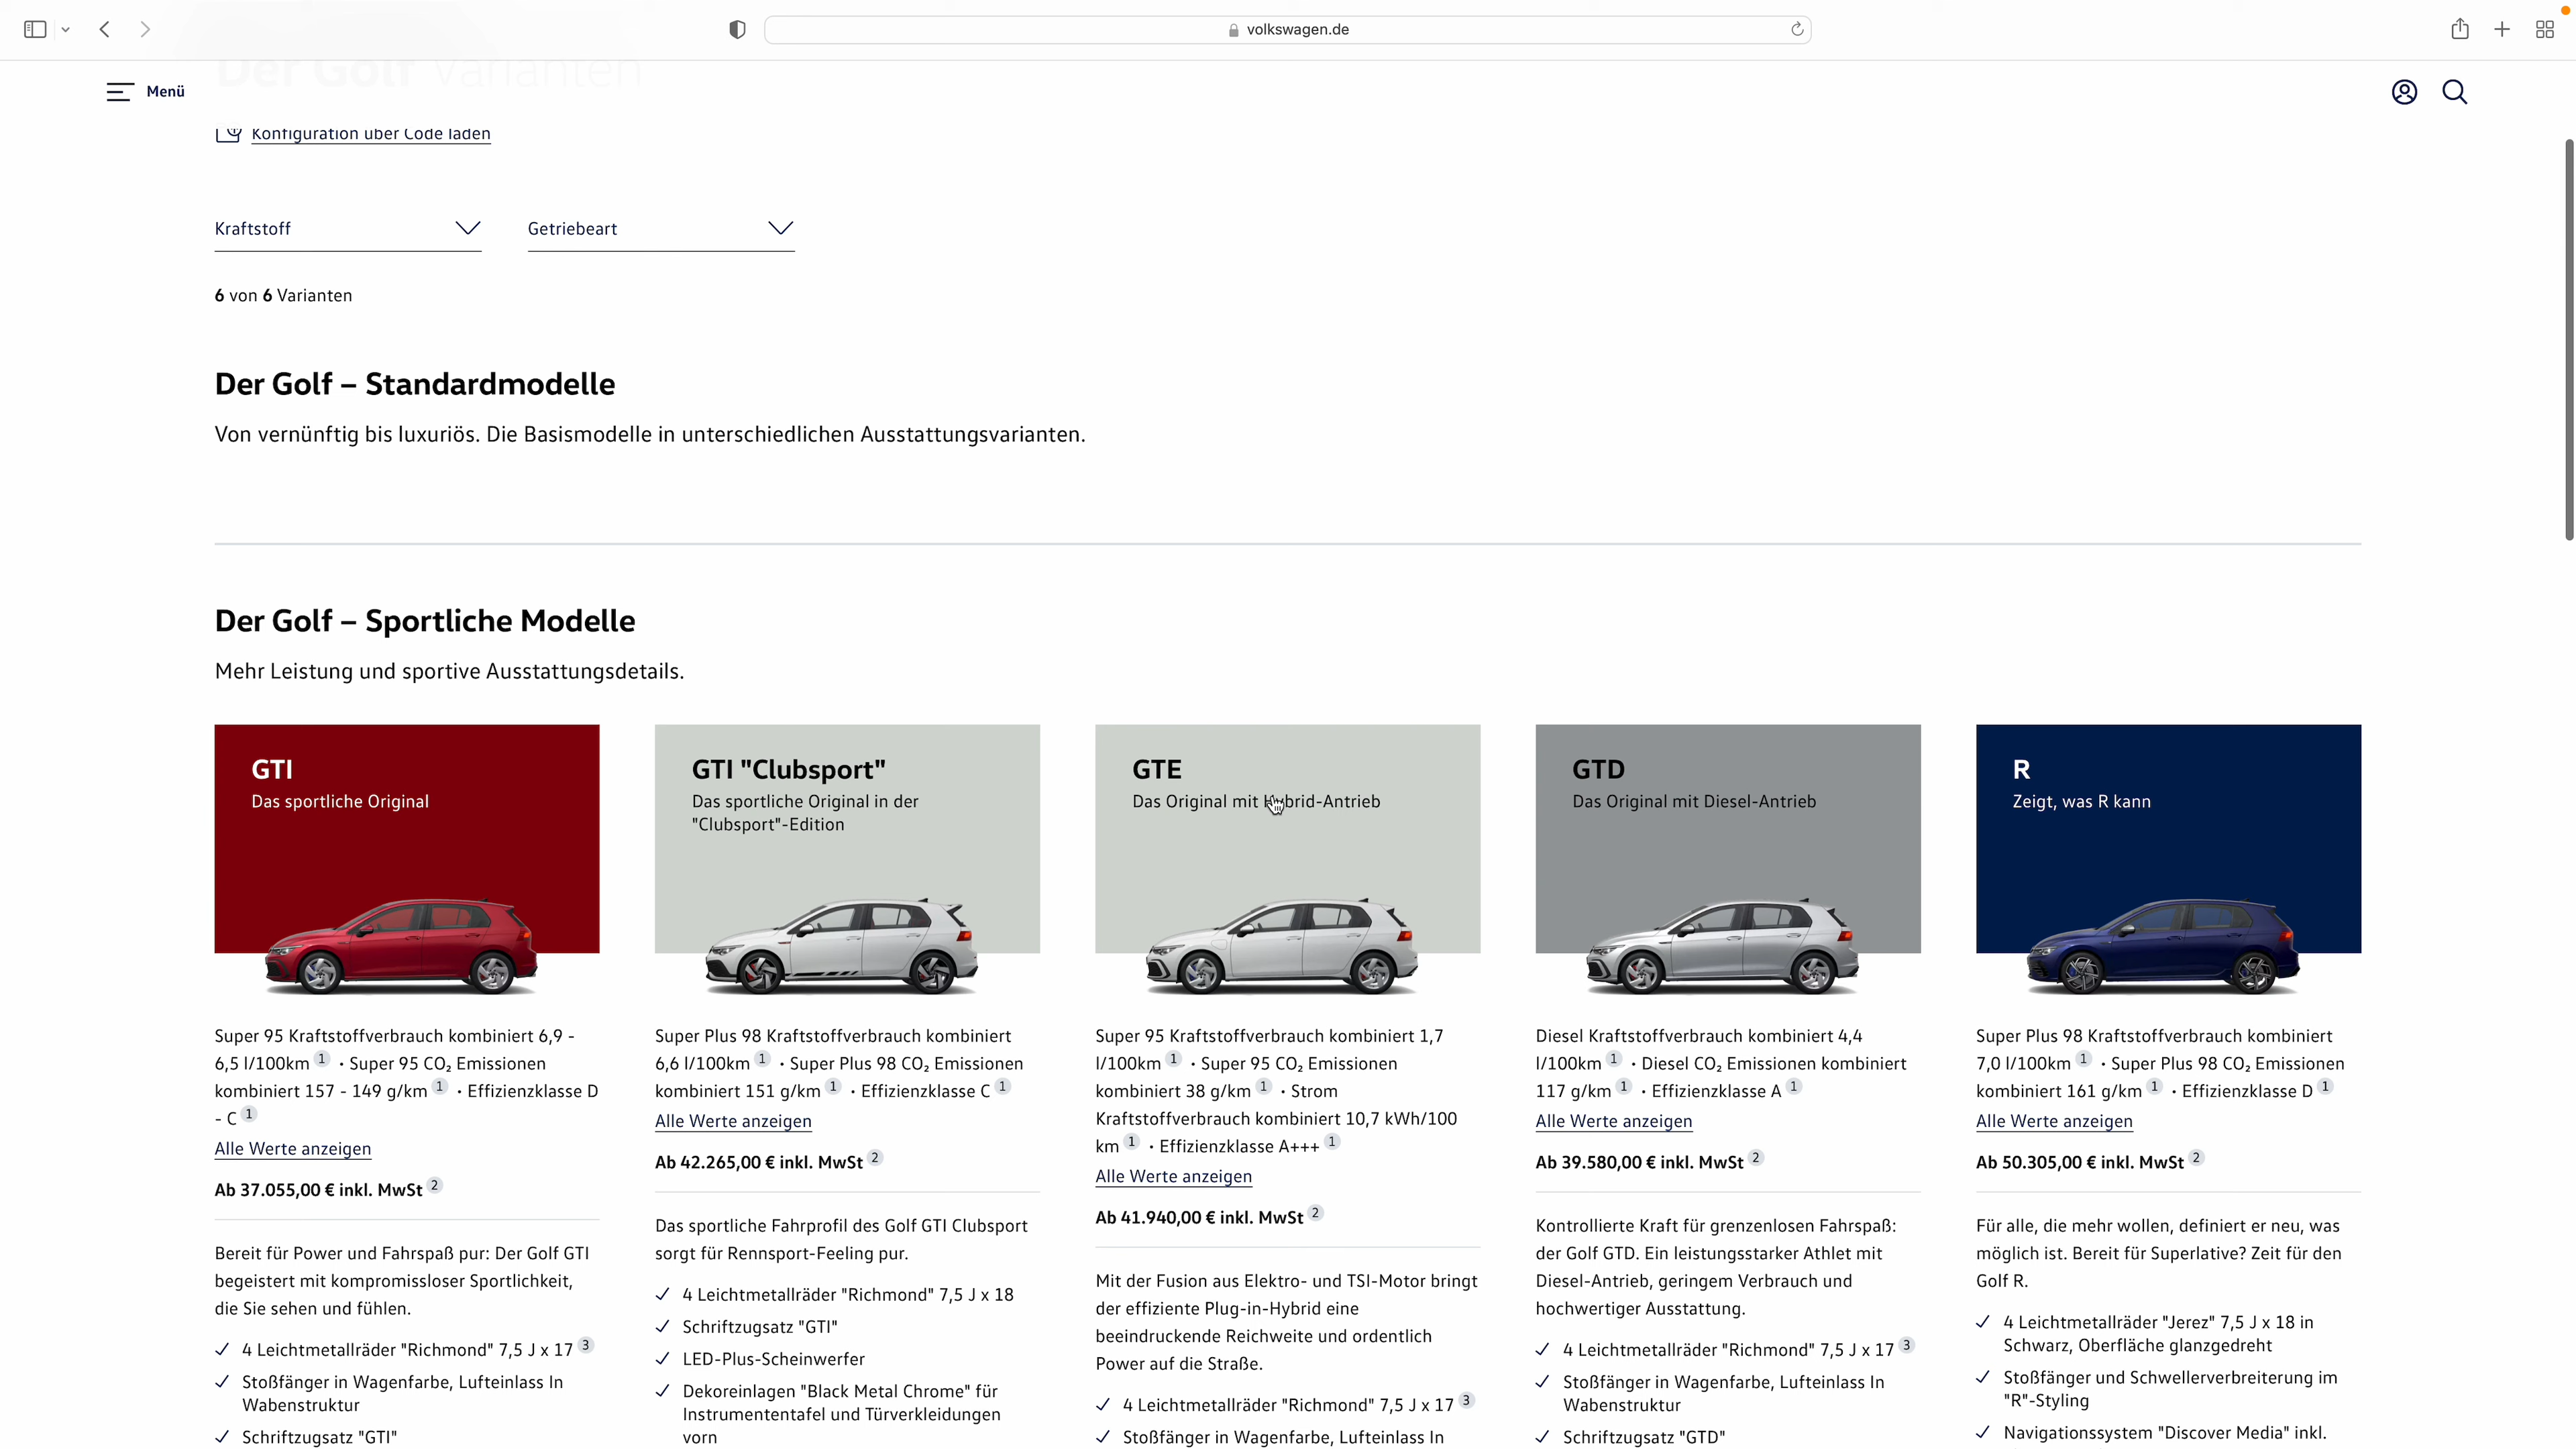 volkswagen.de
Der Golf Varianten
Menü
Konfiguration über Code laden
Kraftstoff
Getriebeart
6 von 6 Varianten
Der Golf – Standardmodelle
Von vernünftig bis luxuriös. Die Basismodelle in unterschiedlichen Ausstattungsvarianten.
Der Golf – Sportliche Modelle
Mehr Leistung und sportive Ausstattungsdetails.
GTI
Das sportliche Original
Super 95 Kraftstoffverbrauch kombiniert 6,9 -
6,5 l/100km 1 • Super 95 CO₂ Emissionen
kombiniert 157 - 149 g/km 1 • Effizienzklasse D
- C 1
Alle Werte anzeigen
Ab 37.055,00 € inkl. MwSt 2
Bereit für Power und Fahrspaß pur: Der Golf GTI
begeistert mit kompromissloser Sportlichkeit,
die Sie sehen und fühlen.
4 Leichtmetallräder "Richmond" 7,5 J x 17 3
Stoßfänger in Wagenfarbe, Lufteinlass In
Wabenstruktur
Schriftzugsatz "GTI"
GTI "Clubsport"
Das sportliche Original in der
"Clubsport"-Edition
Super Plus 98 Kraftstoffverbrauch kombiniert
6,6 l/100km 1 • Super Plus 98 CO₂ Emissionen
kombiniert 151 g/km 1 • Effizienzklasse C 1
Alle Werte anzeigen
Ab 42.265,00 € inkl. MwSt 2
Das sportliche Fahrprofil des Golf GTI Clubsport
sorgt für Rennsport-Feeling pur.
4 Leichtmetallräder "Richmond" 7,5 J x 18
Schriftzugsatz "GTI"
LED-Plus-Scheinwerfer
Dekoreinlagen "Black Metal Chrome" für
Instrumententafel und Türverkleidungen
vorn
GTE
Das Original mit Hybrid-Antrieb
Super 95 Kraftstoffverbrauch kombiniert 1,7
l/100km 1 • Super 95 CO₂ Emissionen
kombiniert 38 g/km 1 • Strom
Kraftstoffverbrauch kombiniert 10,7 kWh/100
km 1 • Effizienzklasse A+++ 1
Alle Werte anzeigen
Ab 41.940,00 € inkl. MwSt 2
Mit der Fusion aus Elektro- und TSI-Motor bringt
der effiziente Plug-in-Hybrid eine
beeindruckende Reichweite und ordentlich
Power auf die Straße.
4 Leichtmetallräder "Richmond" 7,5 J x 17 3
Stoßfänger in Wagenfarbe, Lufteinlass In
GTD
Das Original mit Diesel-Antrieb
Diesel Kraftstoffverbrauch kombiniert 4,4
l/100km 1 • Diesel CO₂ Emissionen kombiniert
117 g/km 1 • Effizienzklasse A 1
Alle Werte anzeigen
Ab 39.580,00 € inkl. MwSt 2
Kontrollierte Kraft für grenzenlosen Fahrspaß:
der Golf GTD. Ein leistungsstarker Athlet mit
Diesel-Antrieb, geringem Verbrauch und
hochwertiger Ausstattung.
4 Leichtmetallräder "Richmond" 7,5 J x 17 3
Stoßfänger in Wagenfarbe, Lufteinlass In
Wabenstruktur
Schriftzugsatz "GTD"
R
Zeigt, was R kann
Super Plus 98 Kraftstoffverbrauch kombiniert
7,0 l/100km 1 • Super Plus 98 CO₂ Emissionen
kombiniert 161 g/km 1 • Effizienzklasse D 1
Alle Werte anzeigen
Ab 50.305,00 € inkl. MwSt 2
Für alle, die mehr wollen, definiert er neu, was
möglich ist. Bereit für Superlative? Zeit für den
Golf R.
4 Leichtmetallräder "Jerez" 7,5 J x 18 in
Schwarz, Oberfläche glanzgedreht
Stoßfänger und Schwellerverbreiterung im
"R"-Styling
Navigationssystem "Discover Media" inkl.